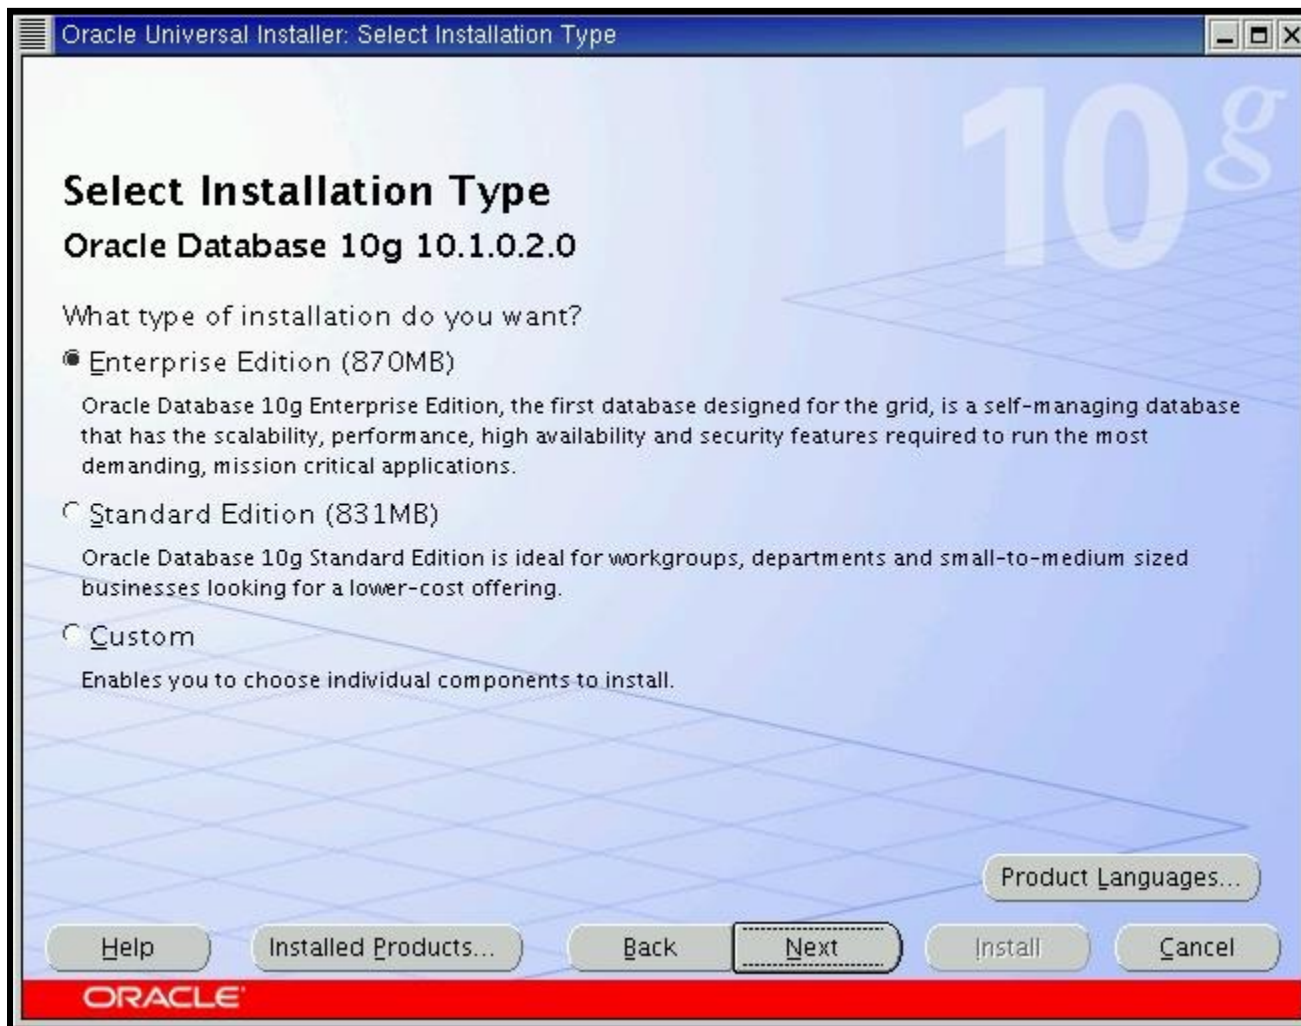 Oracle Universal Installer: Select Installation Type
10g
Select Installation Type
Oracle Database 10g 10.1.0.2.0
What type of installation do you want?
Enterprise Edition (870MB)
Oracle Database 10g Enterprise Edition, the first database designed for the grid, is a self-managing database
that has the scalability, performance, high availability and security features required to run the most
demanding, mission critical applications.
Standard Edition (831MB)
Oracle Database 10g Standard Edition is ideal for workgroups, departments and small-to-medium sized
businesses looking for a lower-cost offering.
Custom
Enables you to choose individual components to install.
Product Languages...
Help Installed Products... Back Next Install Cancel
ORACLE